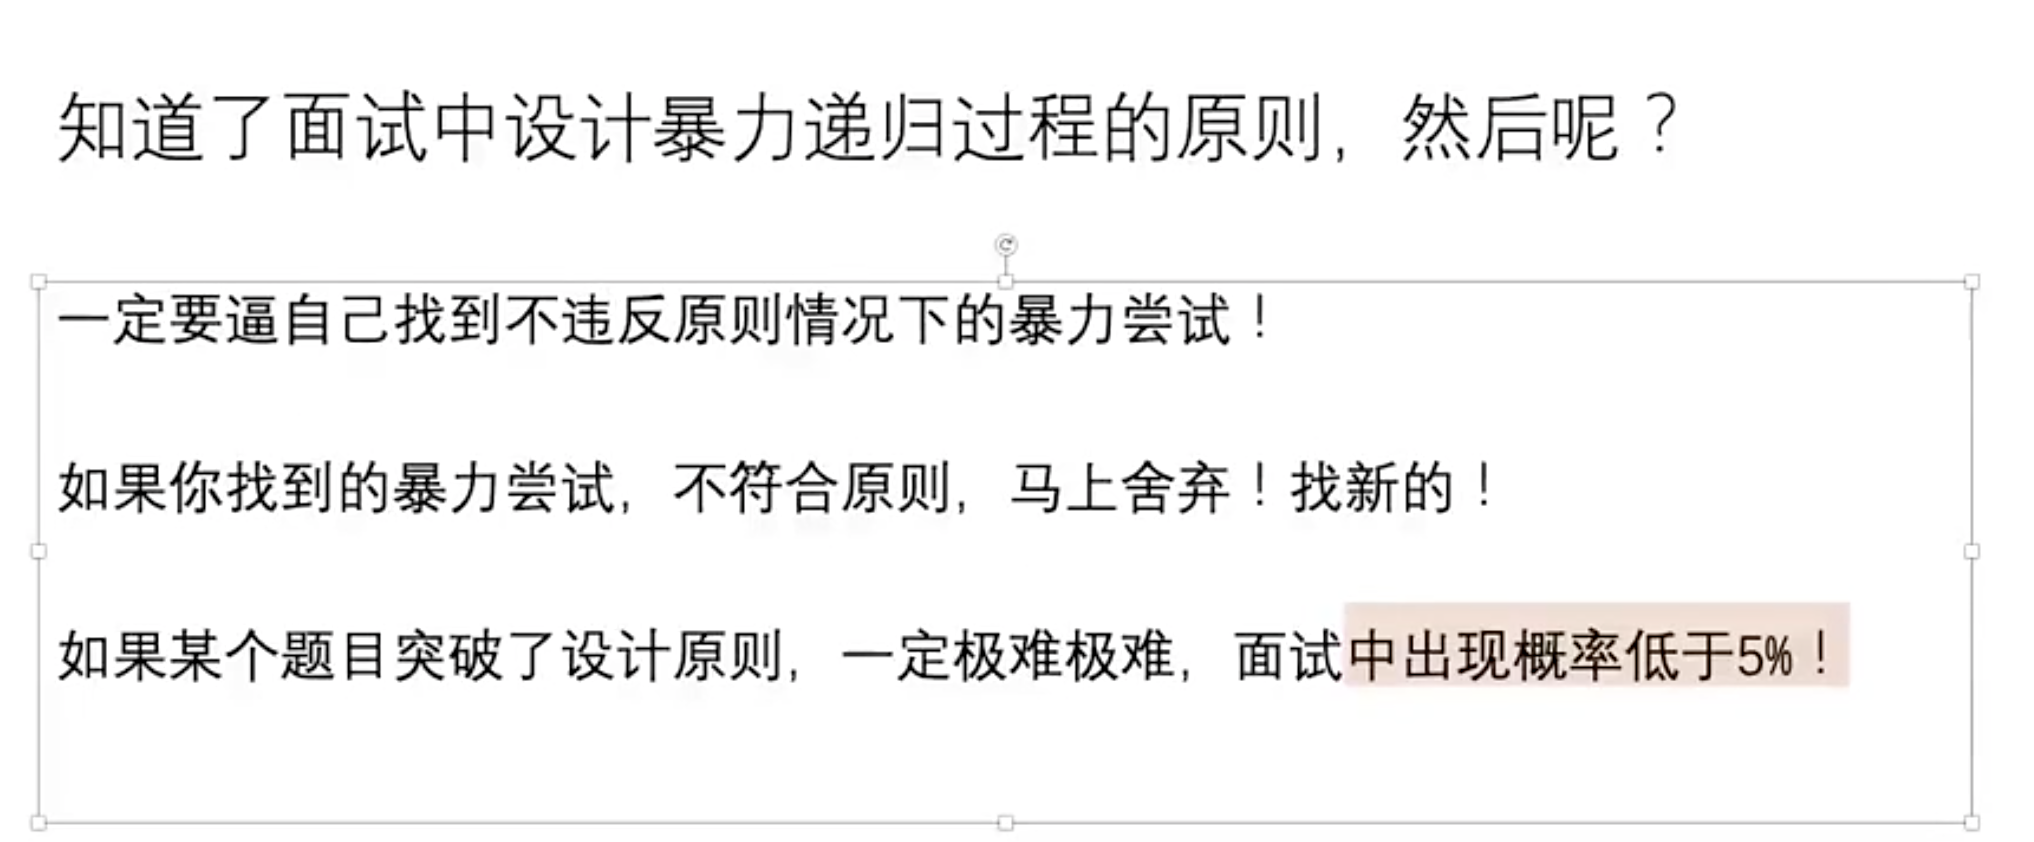 知道了面试中设计暴力递归过程的原则，然后呢？
一定要逼自己找到不违反原则情况下的暴力尝试！
如果你找到的暴力尝试，不符合原则，马上舍弃！找新的！
如果某个题目突破了设计原则，一定极难极难，面试中出现概率低于5%！